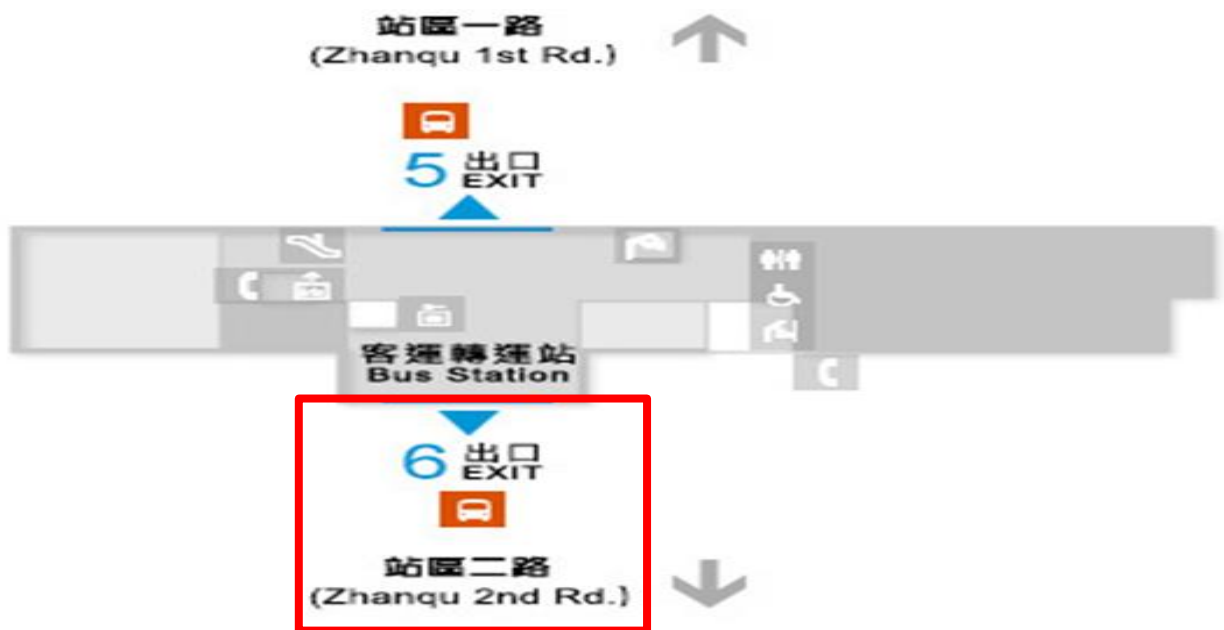 站區一路
(Zhanqu 1st Rd.)
5 出口
EXIT
客運轉運站
Bus Station
6 出口
EXIT
站區二路
(Zhanqu 2nd Rd.)